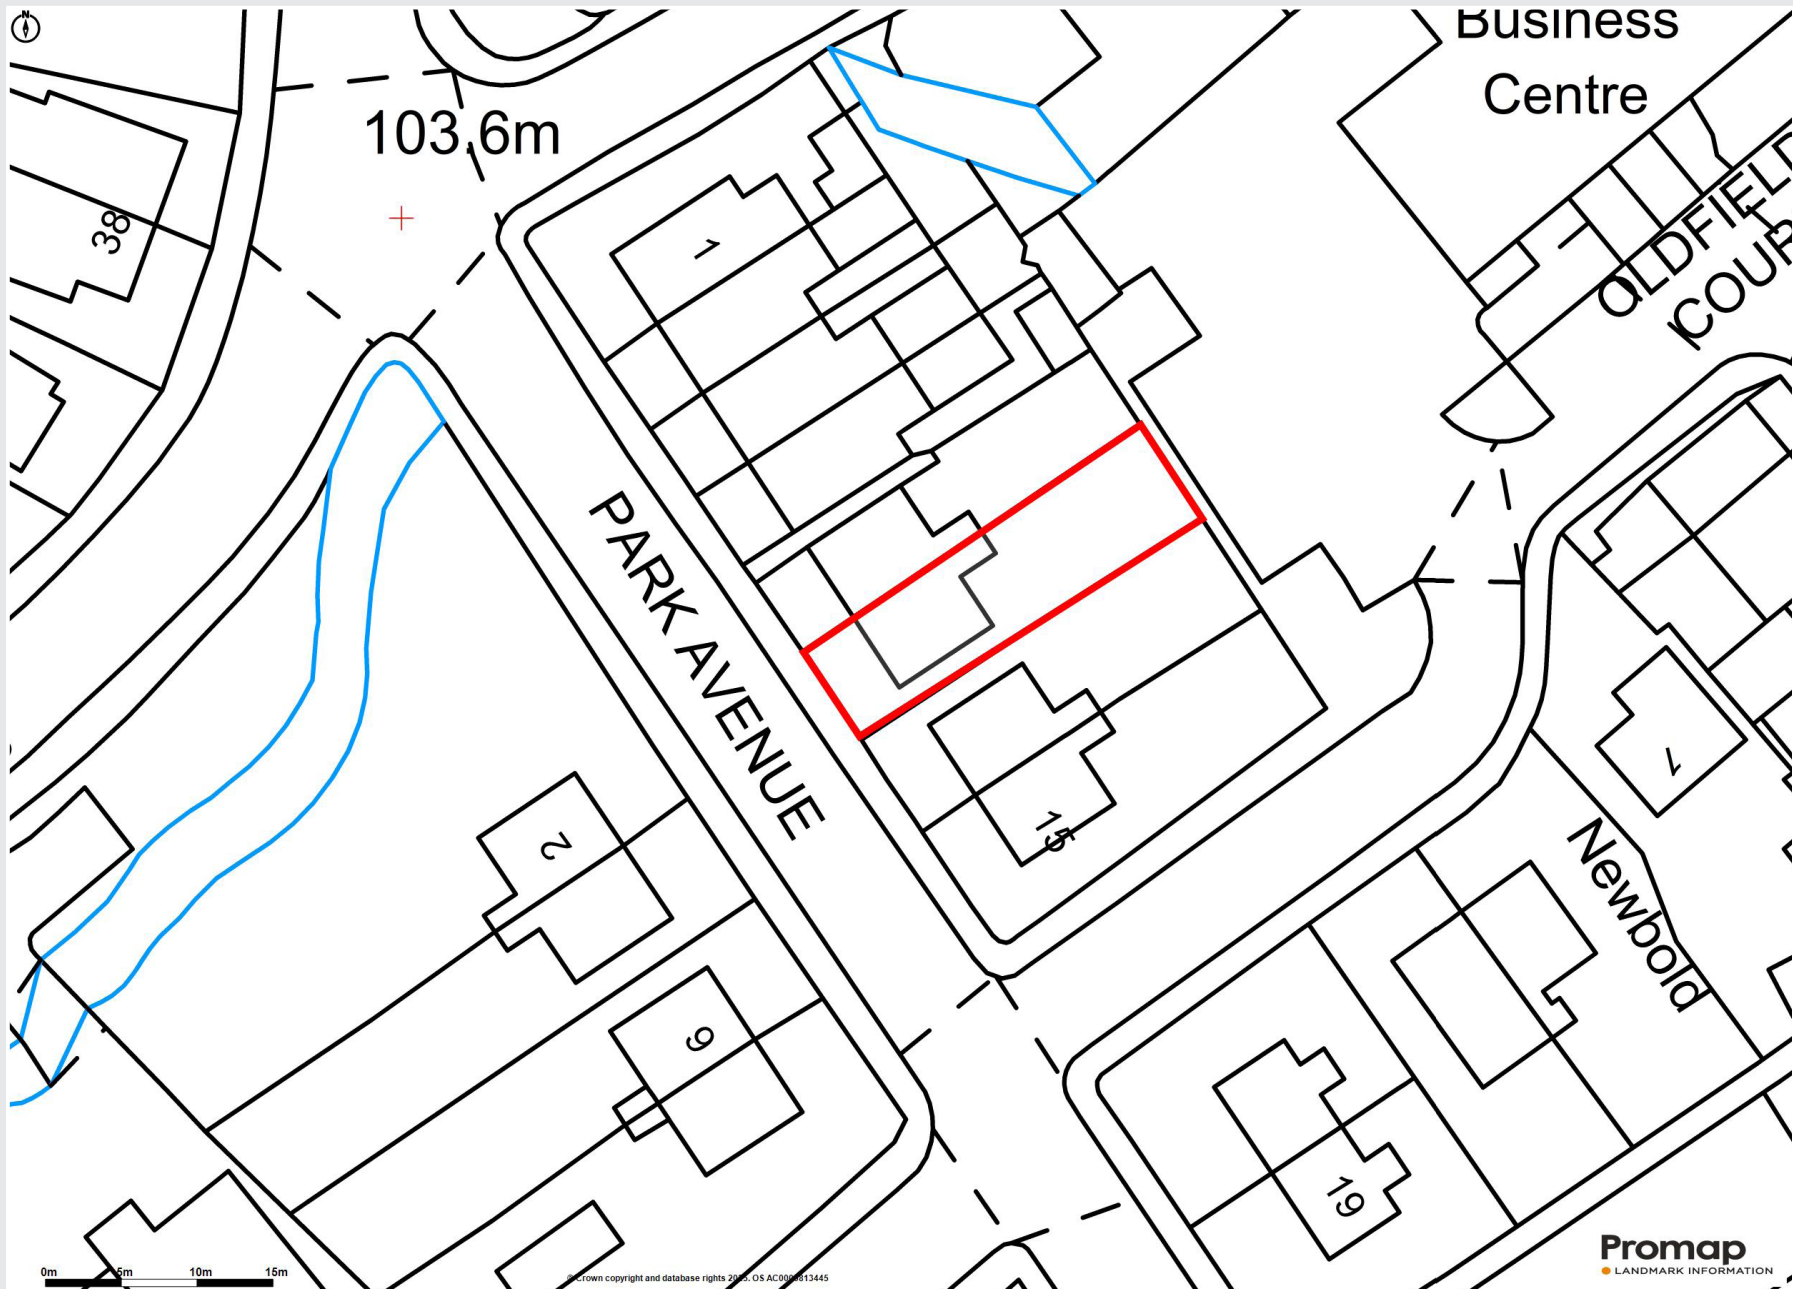 N
Business
Centre
103.6m
OLDFIELD
COUR
38
1
PARK AVENUE
2
15
7
Newbold
6
19
0m 5m 10m 15m
© Crown copyright and database rights 2025. OS AC0000813445
Promap
LANDMARK INFORMATION